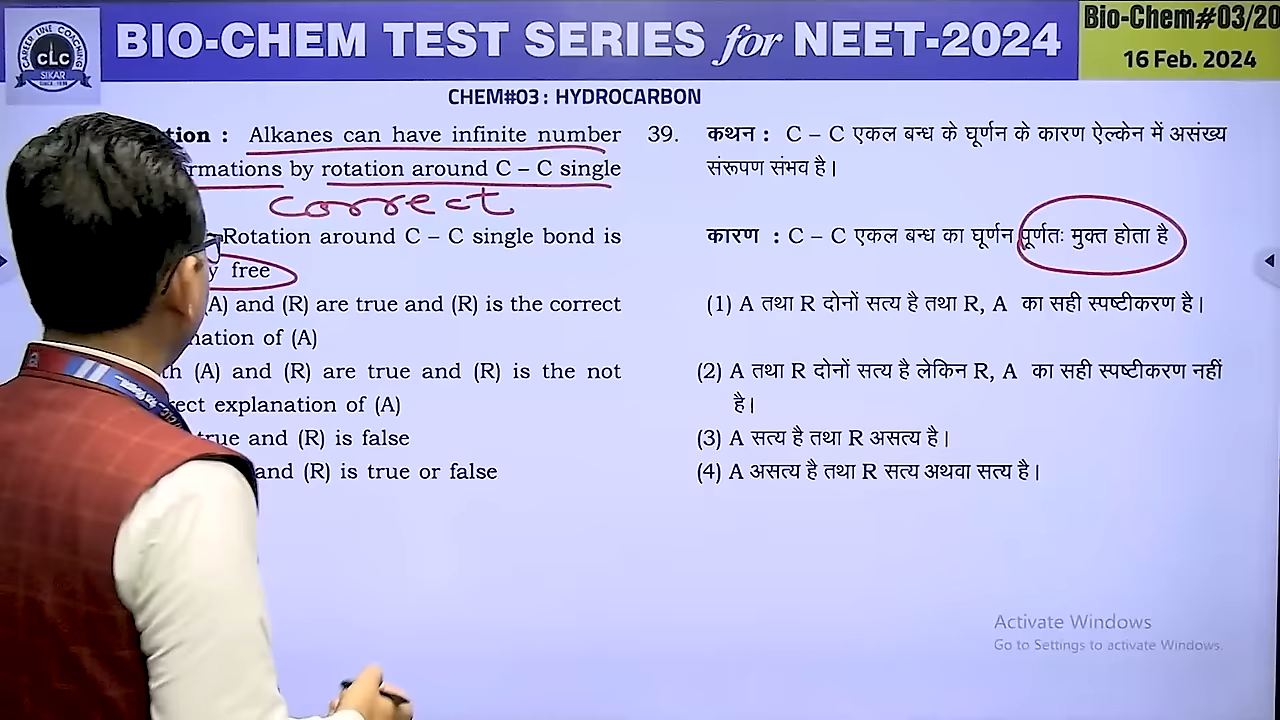 BIO-CHEM TEST SERIES for NEET-2024
Bio-Chem#03/20
16 Feb. 2024
CAREER LINE COACHING
CLC
SIKAR
CHEM#03 : HYDROCARBON
tion : Alkanes can have infinite number
rmations by rotation around C – C single
correct
Rotation around C – C single bond is
y free
(A) and (R) are true and (R) is the correct
nation of (A)
th (A) and (R) are true and (R) is the not
rect explanation of (A)
true and (R) is false
and (R) is true or false
39. कथन : C – C एकल बन्ध के घूर्णन के कारण ऐल्केन में असंख्य
संरूपण संभव है।
कारण : C – C एकल बन्ध का घूर्णन पूर्णतः मुक्त होता है
(1) A तथा R दोनों सत्य है तथा R, A का सही स्पष्टीकरण है।
(2) A तथा R दोनों सत्य है लेकिन R, A का सही स्पष्टीकरण नहीं
है।
(3) A सत्य है तथा R असत्य है।
(4) A असत्य है तथा R सत्य अथवा सत्य है।
Activate Windows
Go to Settings to activate Windows.